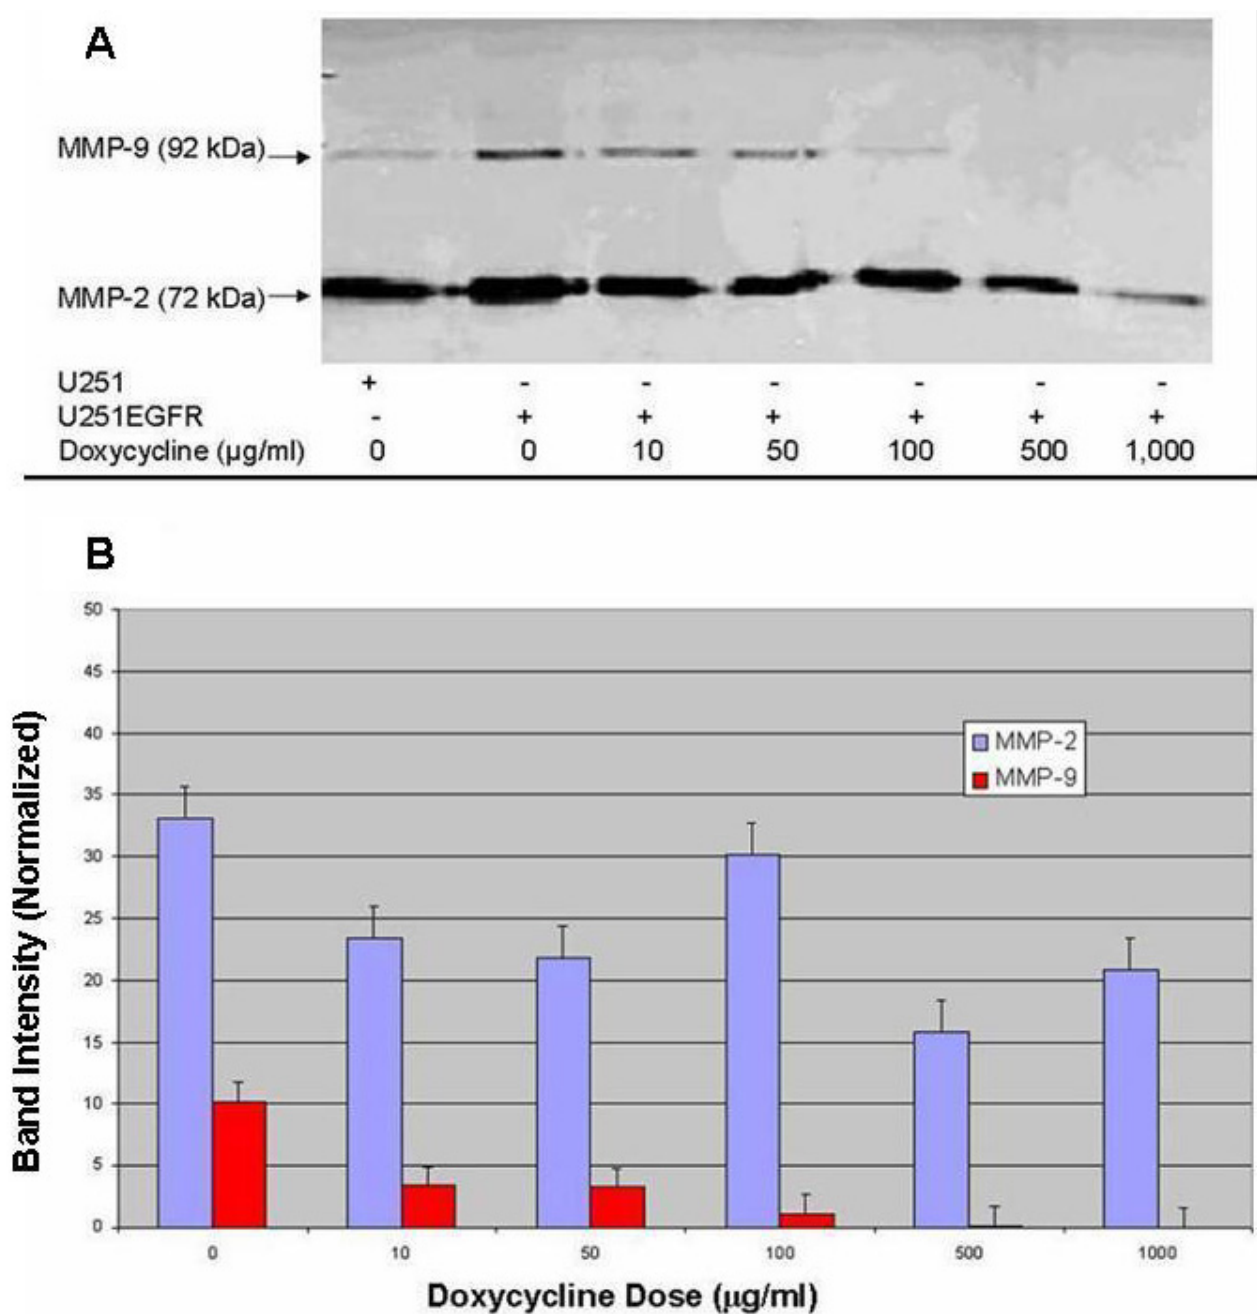 A
MMP-9 (92 kDa)
MMP-2 (72 kDa)
U251 + - - - - - -
U251EGFR - + + + + + +
Doxycycline (µg/ml) 0 0 10 50 100 500 1,000
B
50
45
40
35
30
25
20
15
10
5
0
Band Intensity (Normalized)
MMP-2
MMP-9
0 10 50 100 500 1000
Doxycycline Dose (µg/ml)